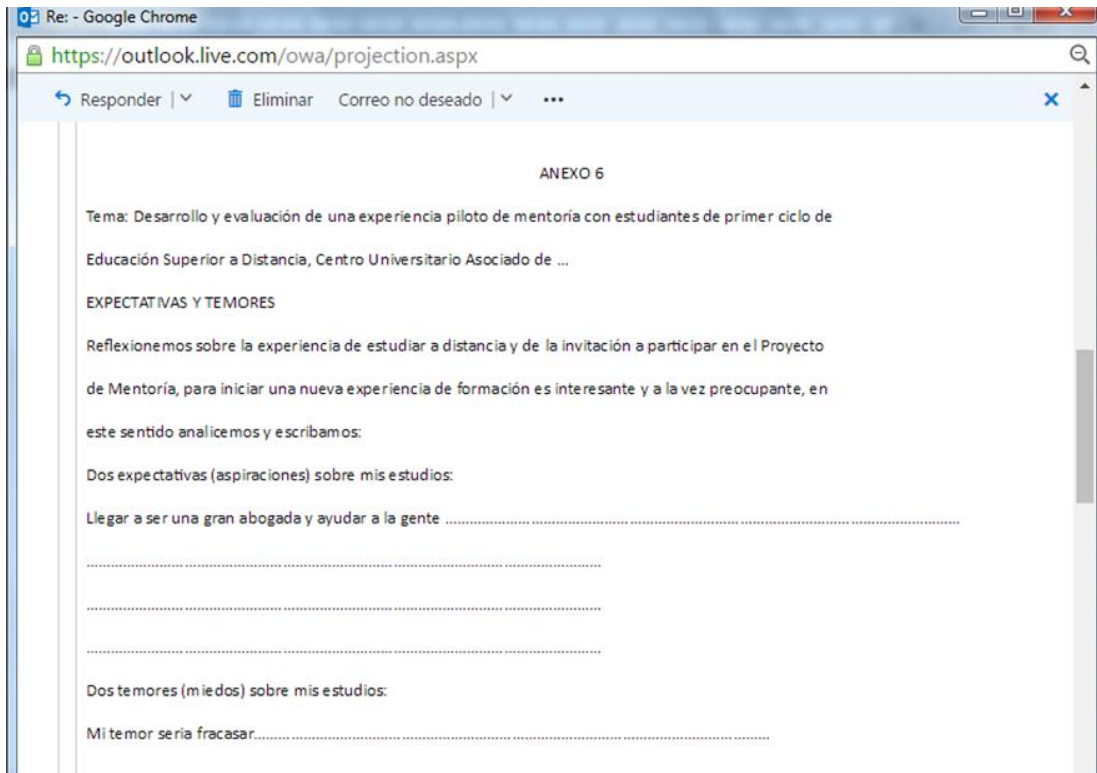 Re: - Google Chrome
https://outlook.live.com/owa/projection.aspx
Responder | Eliminar Correo no deseado | ...
ANEXO 6
Tema: Desarrollo y evaluación de una experiencia piloto de mentoría con estudiantes de primer ciclo de
Educación Superior a Distancia, Centro Universitario Asociado de ...
EXPECTATIVAS Y TEMORES
Reflexionemos sobre la experiencia de estudiar a distancia y de la invitación a participar en el Proyecto
de Mentoría, para iniciar una nueva experiencia de formación es interesante y a la vez preocupante, en
este sentido analicemos y escribamos:
Dos expectativas (aspiraciones) sobre mis estudios:
Llegar a ser una gran abogada y ayudar a la gente ..........................................................................................
..........................................................................................
..........................................................................................
..........................................................................................
Dos temores (miedos) sobre mis estudios:
Mi temor seria fracasar..........................................................................................